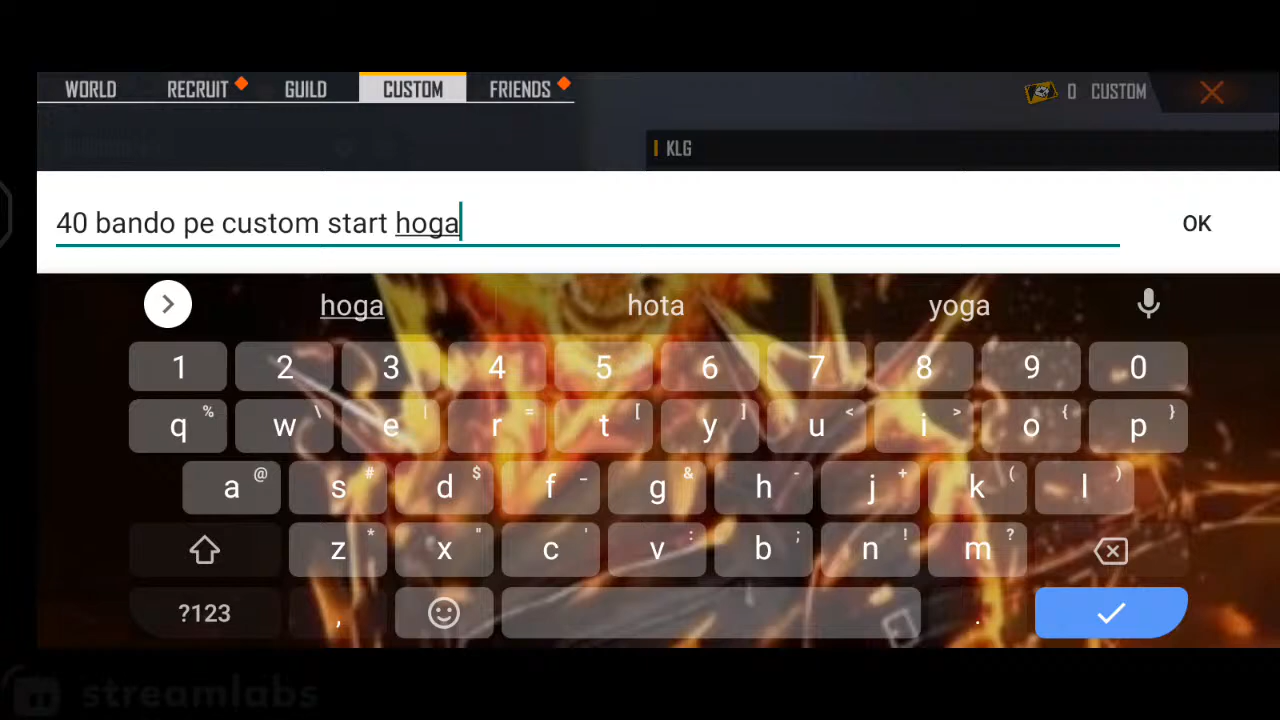 WORLD RECRUIT GUILD CUSTOM FRIENDS 0 CUSTOM
KLG
40 bando pe custom start hoga OK
hoga hota yoga
1 2 3 4 5 6 7 8 9 0
q % w \ e | r = t [ y ] u < i > o { p }
a @ s # d $ f - g & h - j + k ( l )
z * x " c ' v : b ; n ! m ?
?123 , .
streamlabs